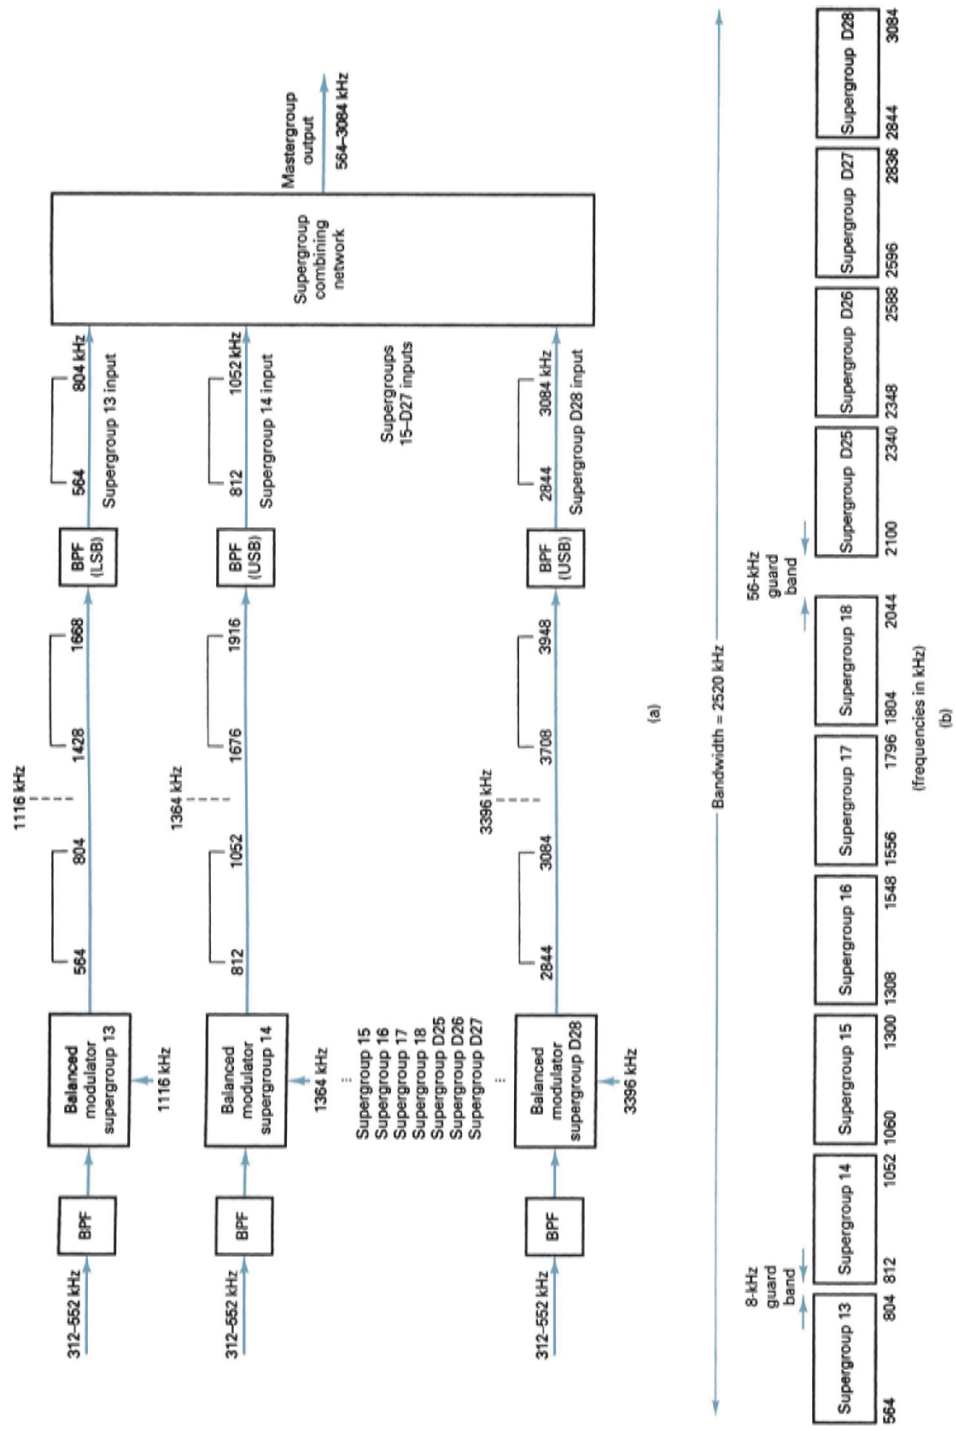 312–552 kHz
BPF
Balanced
modulator
supergroup 13
1116 kHz
564
804
1116 kHz
1428
1668
BPF
(LSB)
564
804 kHz
Supergroup 13 input
312–552 kHz
BPF
Balanced
modulator
supergroup 14
1364 kHz
812
1052
1364 kHz
1676
1916
BPF
(USB)
812
1052 kHz
Supergroup 14 input
Supergroup 15
Supergroup 16
Supergroup 17
Supergroup 18
Supergroup D25
Supergroup D26
Supergroup D27
Supergroups
15–D27 inputs
312–552 kHz
BPF
Balanced
modulator
supergroup D28
3396 kHz
2844
3084
3396 kHz
3708
3948
BPF
(USB)
2844
3084 kHz
Supergroup D28 input
Supergroup
combining
network
Mastergroup
output
564–3084 kHz
(a)
Bandwidth = 2520 kHz
8-kHz
guard
band
56-kHz
guard
band
Supergroup 13
Supergroup 14
Supergroup 15
Supergroup 16
Supergroup 17
Supergroup 18
Supergroup D25
Supergroup D26
Supergroup D27
Supergroup D28
564 804 812 1052 1060 1300 1308 1548 1556 1796 1804 2044 2100 2340 2348 2588 2596 2836 2844 3084
(frequencies in kHz)
(b)